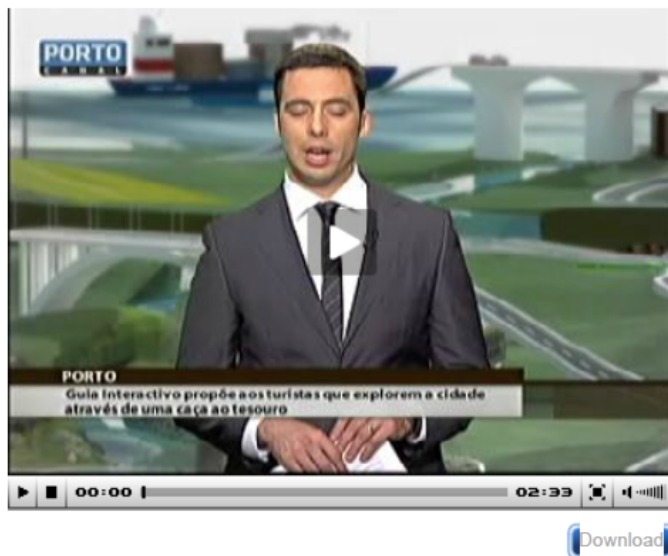 PORTO
CANAL
PORTO
Guia Interactivo propõe aos turistas que explorem a cidade
através de uma caça ao tesouro
00:00
02:33
Download